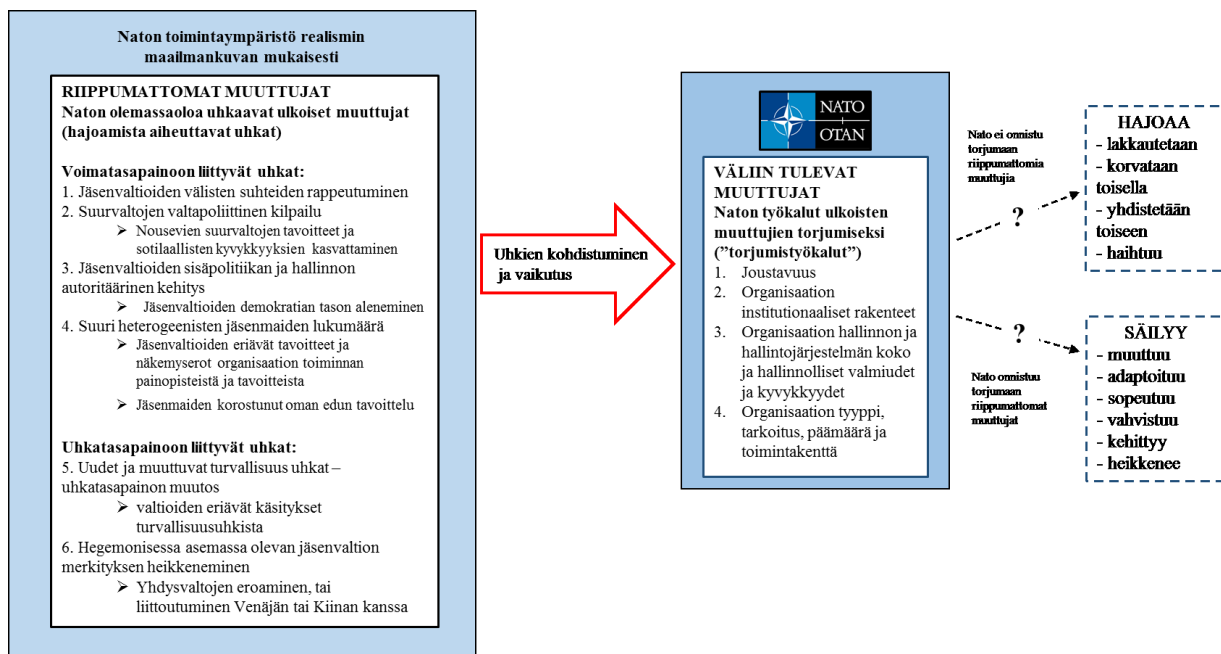 Naton toimintaympäristö realismin
maailmankuvan mukaisesti
RIIPPUMATTOMAT MUUTTUJAT
Naton olemassaoloa uhkaavat ulkoiset muuttujat
(hajoamista aiheuttavat uhkat)
Voimatasapainoon liittyvät uhkat:
1. Jäsenvaltioiden välisten suhteiden rappeutuminen
2. Suurvaltojen valtapoliittinen kilpailu
➤ Nousevien suurvaltojen tavoitteet ja
sotilaallisten kyvykkyyksien kasvattaminen
3. Jäsenvaltioiden sisäpolitiikan ja hallinnon
autoritäärinen kehitys
➤ Jäsenvaltioiden demokratian tason aleneminen
4. Suuri heterogeenisten jäsenmaiden lukumäärä
➤ Jäsenvaltioiden eriävät tavoitteet ja
näkemyserot organisaation toiminnan
painopisteistä ja tavoitteista
➤ Jäsenmaiden korostunut oman edun tavoittelu
Uhkatasapainoon liittyvät uhkat:
5. Uudet ja muuttuvat turvallisuus uhkat –
uhkatasapainon muutos
➤ valtioiden eriävät käsitykset
turvallisuusuhkista
6. Hegemonisessa asemassa olevan jäsenvaltion
merkityksen heikkeneminen
➤ Yhdysvaltojen eroaminen, tai
liittoutuminen Venäjän tai Kiinan kanssa
Uhkien kohdistuminen
ja vaikutus
NATO
OTAN
VÄLIIN TULEVAT
MUUTTUJAT
Naton työkalut ulkoisten
muuttujien torjumiseksi
("torjumistyökalut")
1. Joustavuus
2. Organisaation
institutionaaliset rakenteet
3. Organisaation hallinnon ja
hallintojärjestelmän koko
ja hallinnolliset valmiudet
ja kyvykkyydet
4. Organisaation tyyppi,
tarkoitus, päämäärä ja
toimintakenttä
Nato ei onnistu
torjumaan
riippumattomia
muuttujia
?
HAJOAA
- lakkautetaan
- korvataan
toisella
- yhdistetään
toiseen
- haihtuu
?
Nato onnistuu
torjumaan
riippumattomat
muuttujat
SÄILYY
- muuttuu
- adaptoituu
- sopeutuu
- vahvistuu
- kehittyy
- heikkenee